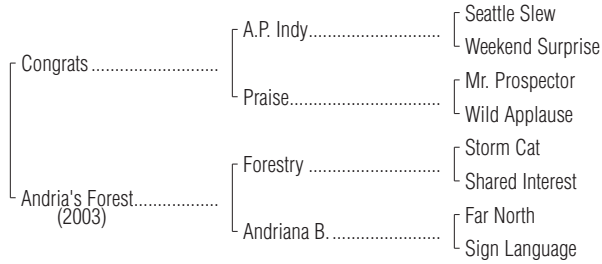 Seattle Slew
A.P. Indy
Weekend Surprise
Congrats
Mr. Prospector
Praise
Wild Applause
Storm Cat
Forestry
Shared Interest
Andria's Forest
(2003)
Far North
Andriana B.
Sign Language